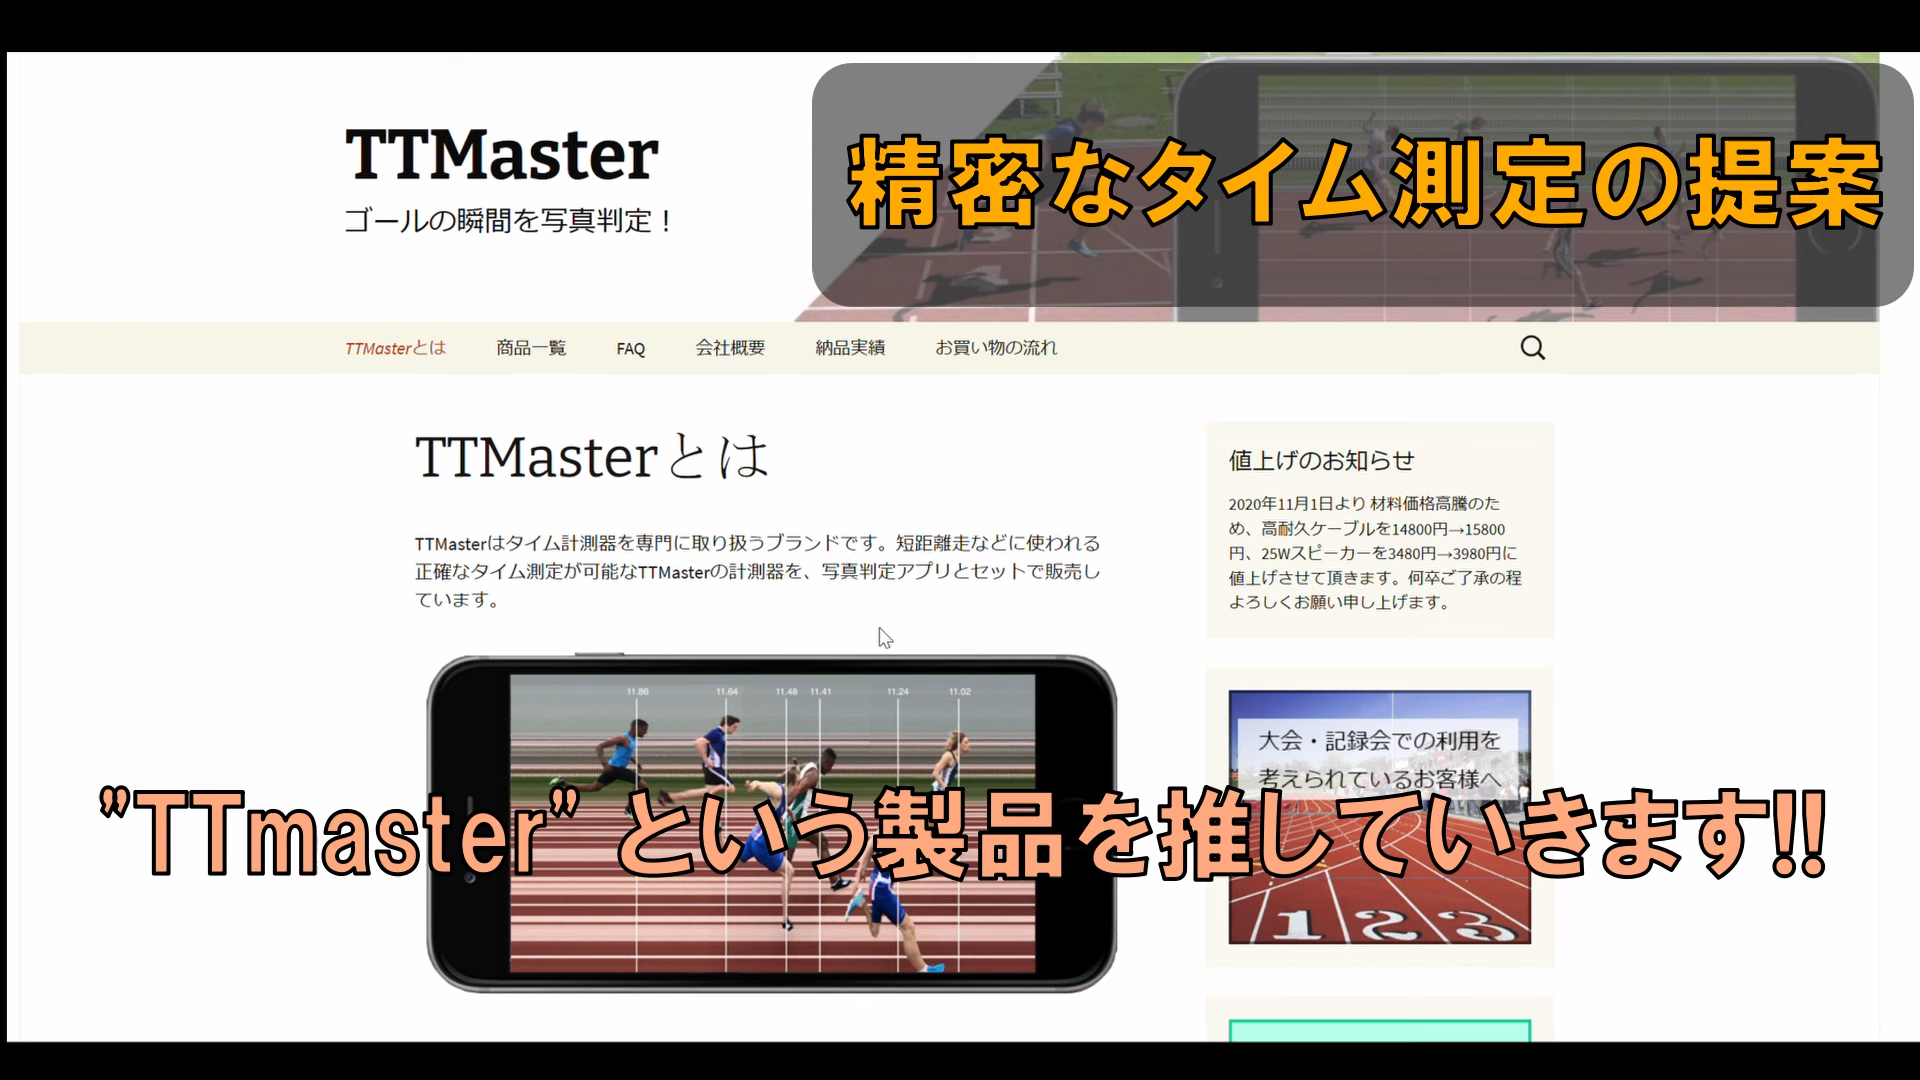 TTMaster
ゴールの瞬間を写真判定！
精密なタイム測定の提案
TTMasterとは
商品一覧
FAQ
会社概要
納品実績
お買い物の流れ
TTMasterとは
TTMasterはタイム計測器を専門に取り扱うブランドです。短距離走などに使われる
正確なタイム測定が可能なTTMasterの計測器を、写真判定アプリとセットで販売し
ています。
11.86
11.64
11.48
11.41
11.24
11.02
値上げのお知らせ
2020年11月1日より 材料価格高騰のた
め、高耐久ケーブルを14800円→15800
円、25Wスピーカーを3480円→3980円に
値上げさせて頂きます。何卒ご了承の程
よろしくお願い申し上げます。
大会・記録会での利用を
考えられているお客様へ
1 2 3
"TTmaster" という製品を推していきます!!